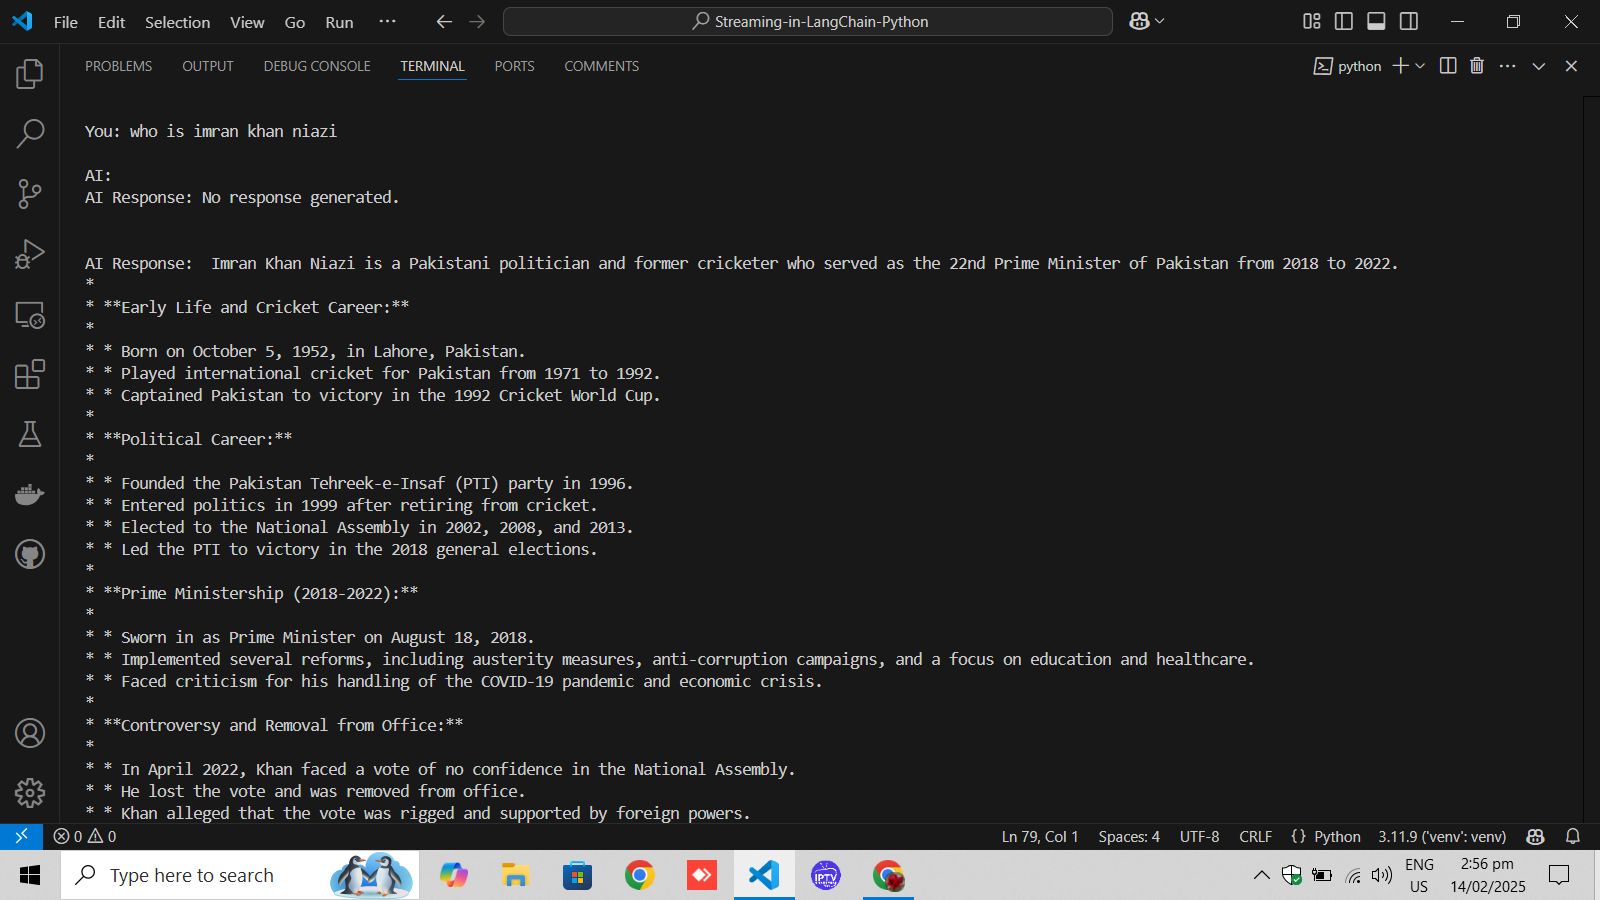 File Edit Selection View Go Run ··· Streaming-in-LangChain-Python
PROBLEMS OUTPUT DEBUG CONSOLE TERMINAL PORTS COMMENTS python
You: who is imran khan niazi
AI:
AI Response: No response generated.
AI Response:  Imran Khan Niazi is a Pakistani politician and former cricketer who served as the 22nd Prime Minister of Pakistan from 2018 to 2022.
*
* **Early Life and Cricket Career:**
*
* * Born on October 5, 1952, in Lahore, Pakistan.
* * Played international cricket for Pakistan from 1971 to 1992.
* * Captained Pakistan to victory in the 1992 Cricket World Cup.
*
* **Political Career:**
*
* * Founded the Pakistan Tehreek-e-Insaf (PTI) party in 1996.
* * Entered politics in 1999 after retiring from cricket.
* * Elected to the National Assembly in 2002, 2008, and 2013.
* * Led the PTI to victory in the 2018 general elections.
*
* **Prime Ministership (2018-2022):**
*
* * Sworn in as Prime Minister on August 18, 2018.
* * Implemented several reforms, including austerity measures, anti-corruption campaigns, and a focus on education and healthcare.
* * Faced criticism for his handling of the COVID-19 pandemic and economic crisis.
*
* **Controversy and Removal from Office:**
*
* * In April 2022, Khan faced a vote of no confidence in the National Assembly.
* * He lost the vote and was removed from office.
* * Khan alleged that the vote was rigged and supported by foreign powers.
0 0 Ln 79, Col 1 Spaces: 4 UTF-8 CRLF {} Python 3.11.9 ('venv': venv)
Type here to search IPTV ENG 2:56 pm
US 14/02/2025